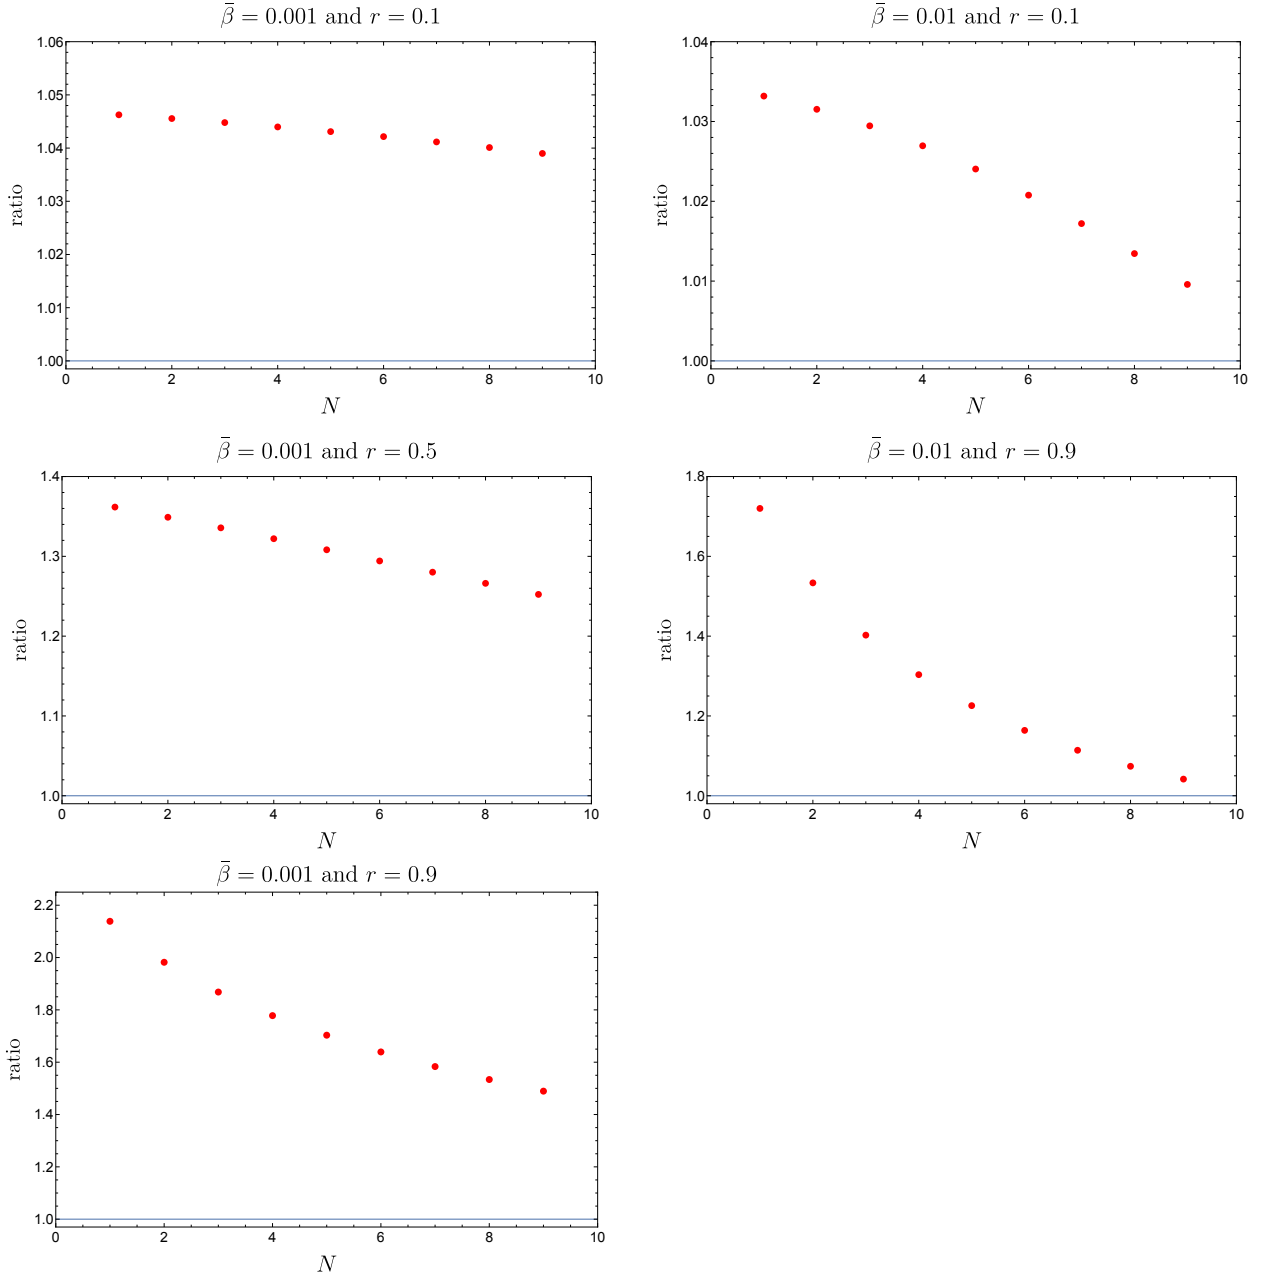 β̄ = 0.001 and r = 0.1
1.06
1.05
1.04
1.03
1.02
1.01
1.00
ratio
0 2 4 6 8 10
N
β̄ = 0.01 and r = 0.1
1.04
1.03
1.02
1.01
1.00
ratio
0 2 4 6 8 10
N
β̄ = 0.001 and r = 0.5
1.4
1.3
1.2
1.1
1.0
ratio
0 2 4 6 8 10
N
β̄ = 0.01 and r = 0.9
1.8
1.6
1.4
1.2
1.0
ratio
0 2 4 6 8 10
N
β̄ = 0.001 and r = 0.9
2.2
2.0
1.8
1.6
1.4
1.2
1.0
ratio
0 2 4 6 8 10
N